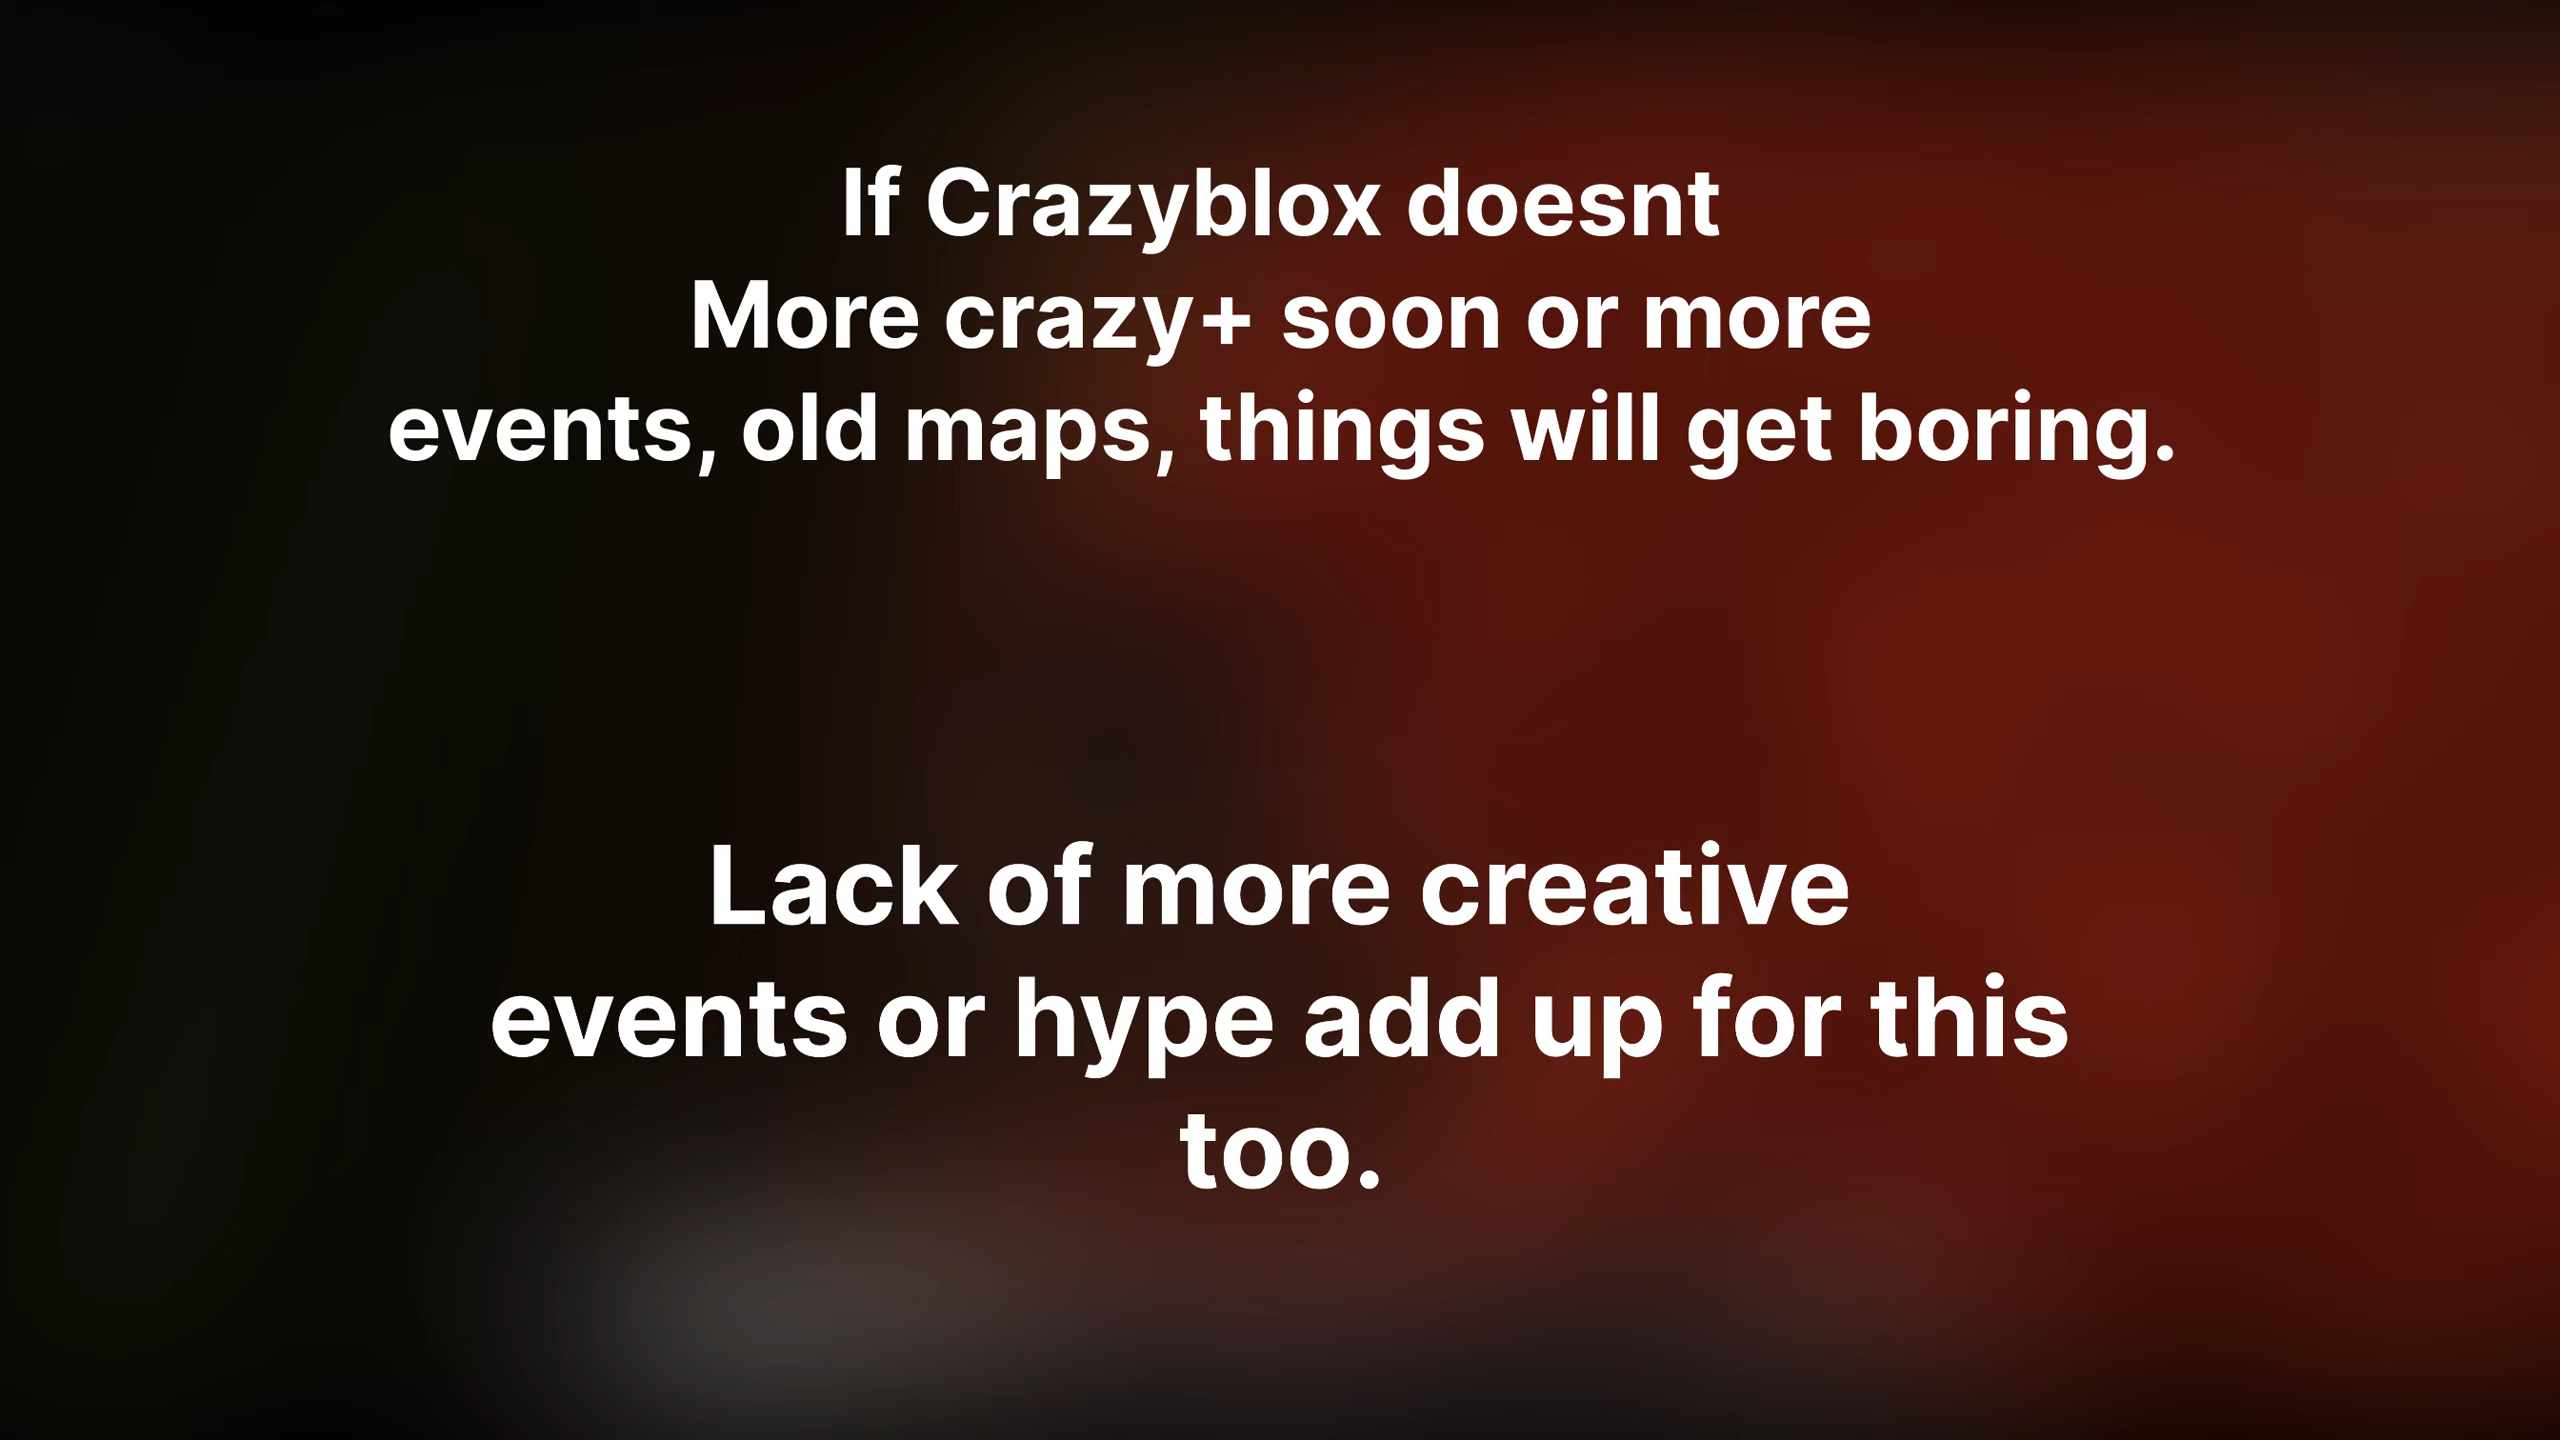 If Crazyblox doesnt
More crazy+ soon or more
events, old maps, things will get boring.
Lack of more creative
events or hype add up for this
too.